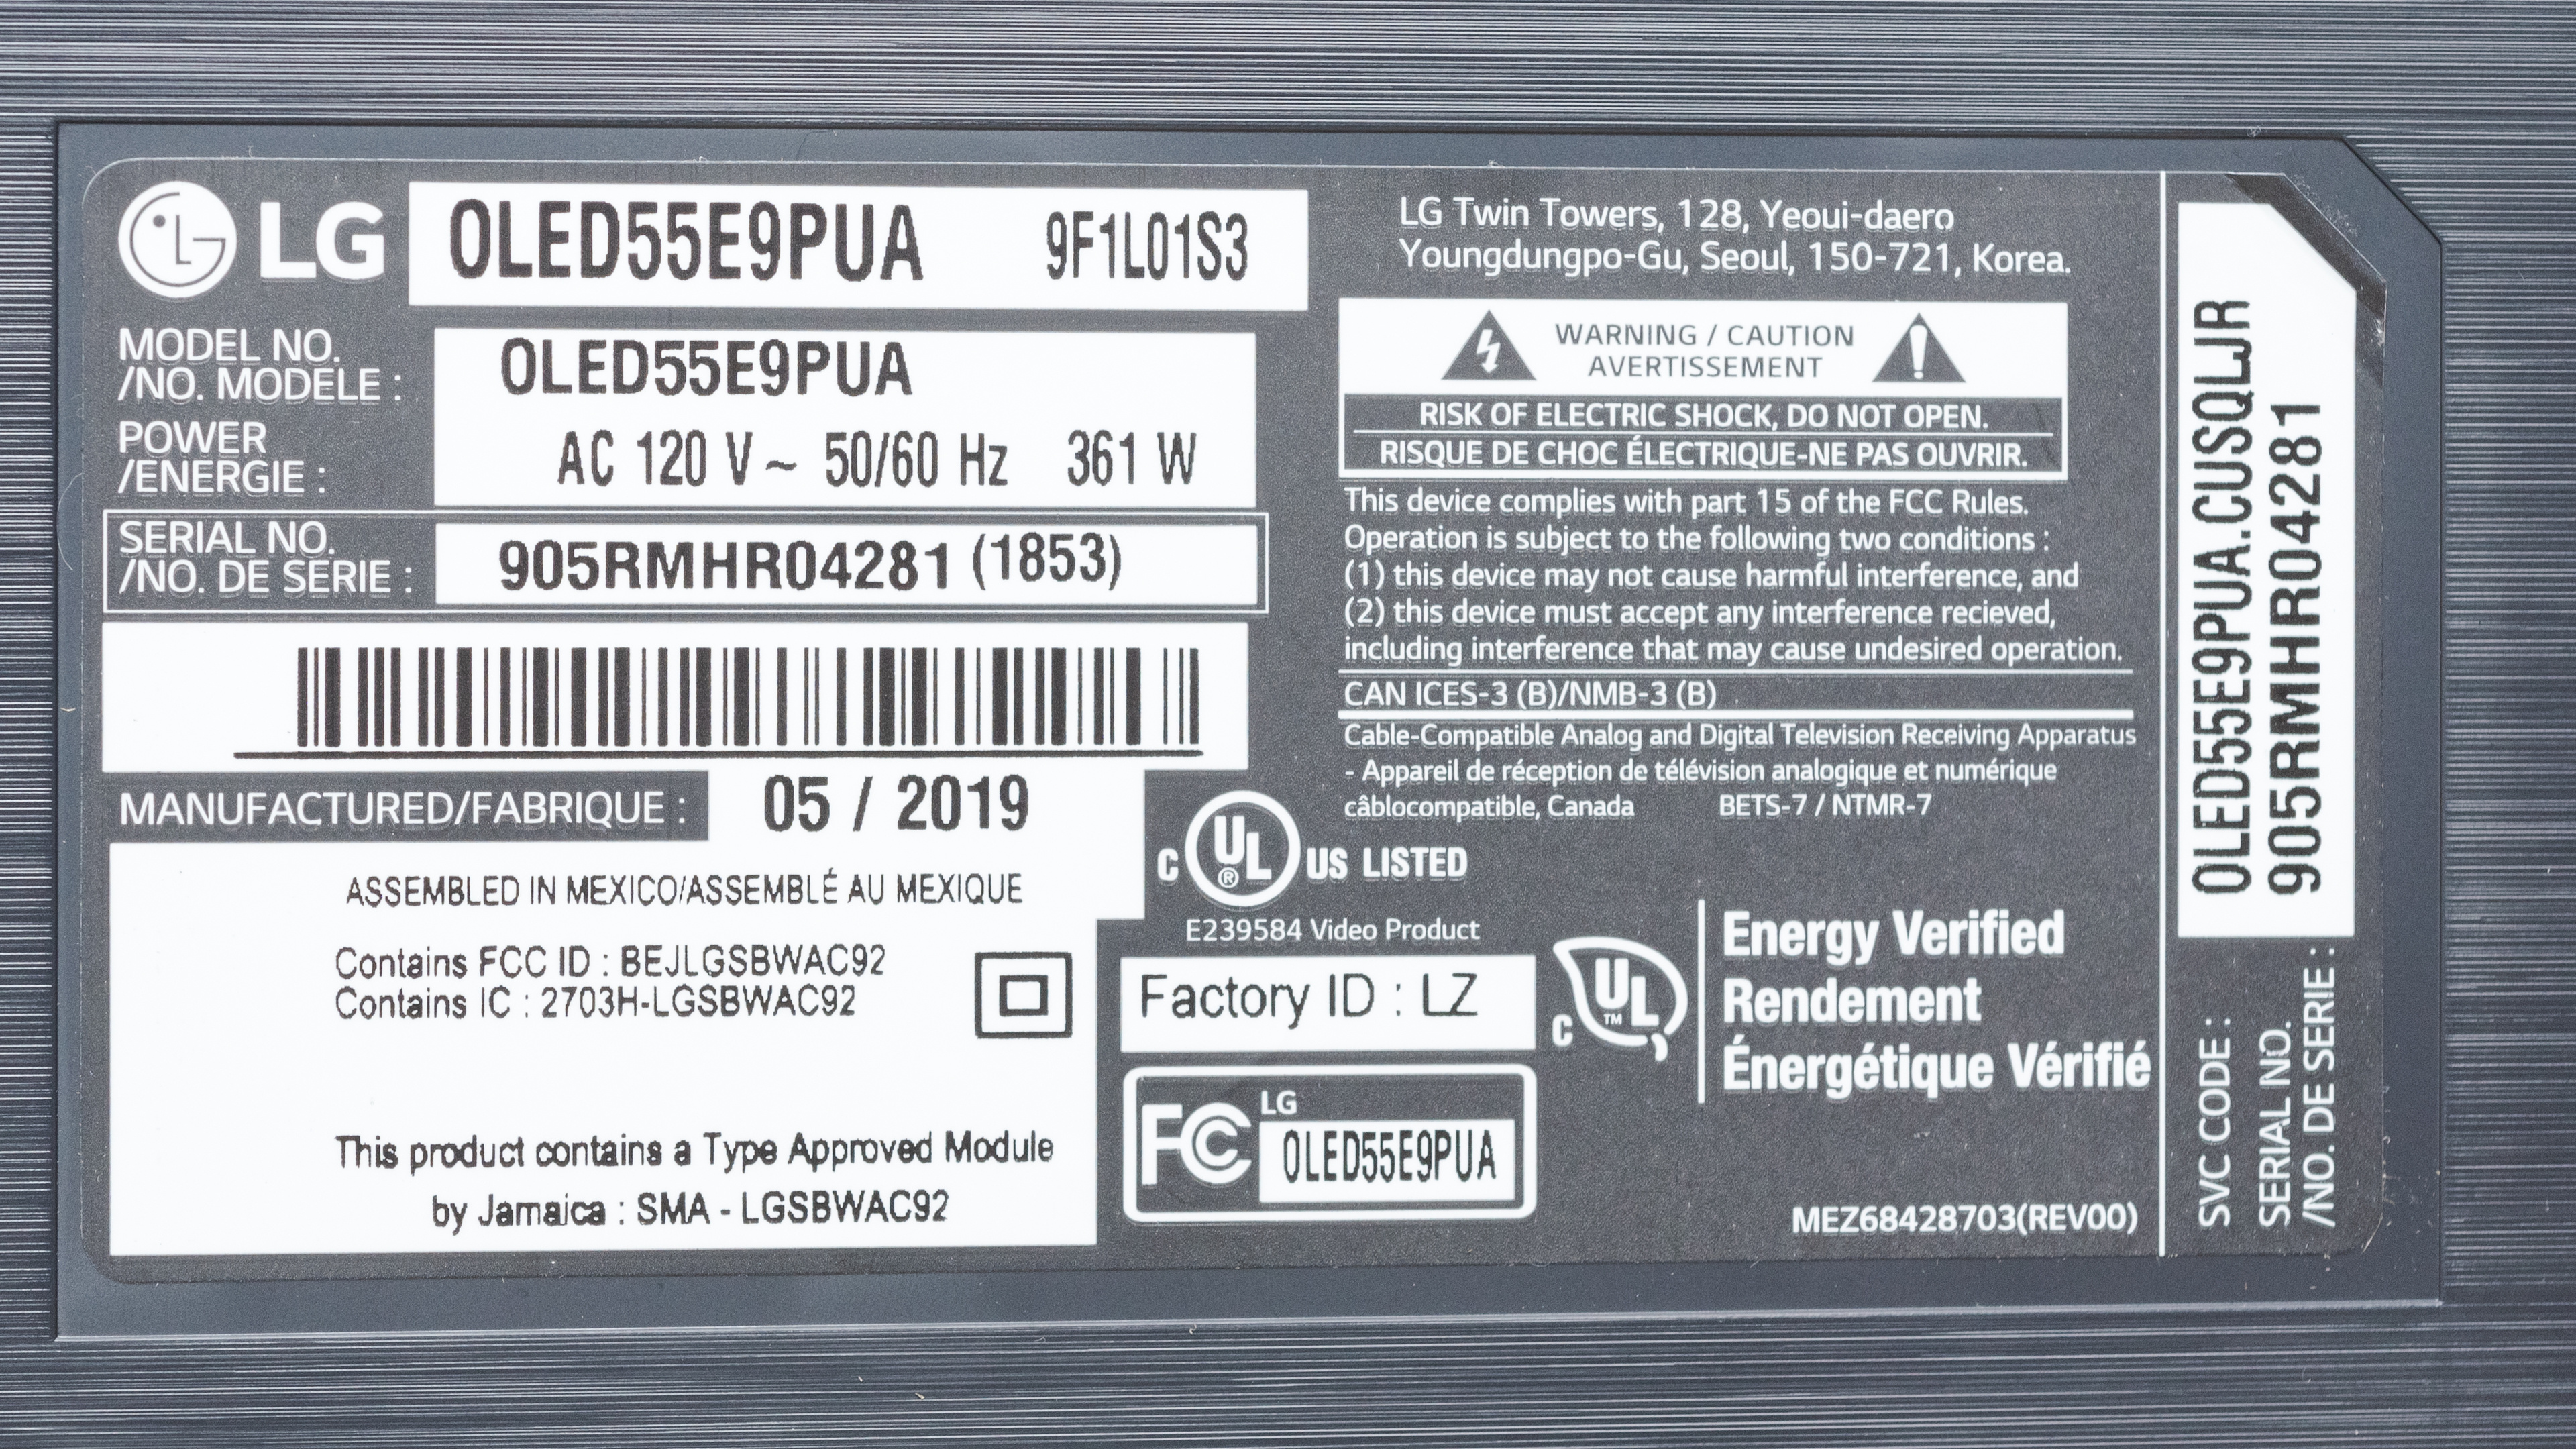 LG OLED55E9PUA 9F1L01S3
MODEL NO.
/NO. MODELE : OLED55E9PUA
POWER
/ENERGIE : AC 120 V ~ 50/60 Hz 361 W
SERIAL NO.
/NO. DE SERIE : 905RMHR04281 (1853)
MANUFACTURED/FABRIQUE : 05 / 2019
ASSEMBLED IN MEXICO/ASSEMBLÉ AU MEXIQUE
Contains FCC ID : BEJLGSBWAC92
Contains IC : 2703H-LGSBWAC92
This product contains a Type Approved Module
by Jamaica : SMA - LGSBWAC92
LG Twin Towers, 128, Yeoui-daero
Youngdungpo-Gu, Seoul, 150-721, Korea.
WARNING / CAUTION
AVERTISSEMENT
RISK OF ELECTRIC SHOCK, DO NOT OPEN.
RISQUE DE CHOC ÉLECTRIQUE-NE PAS OUVRIR.
This device complies with part 15 of the FCC Rules.
Operation is subject to the following two conditions :
(1) this device may not cause harmful interference, and
(2) this device must accept any interference recieved,
including interference that may cause undesired operation.
CAN ICES-3 (B)/NMB-3 (B)
Cable-Compatible Analog and Digital Television Receiving Apparatus
- Appareil de réception de télévision analogique et numérique
câblocompatible, Canada BETS-7 / NTMR-7
C UL ® US LISTED
E239584 Video Product
Factory ID : LZ
FC LG
OLED55E9PUA
C UL ™
Energy Verified
Rendement
Énergétique Vérifié
MEZ68428703(REV00)
SVC CODE : OLED55E9PUA.CUSQLJR
SERIAL NO.
/NO. DE SERIE : 905RMHR04281